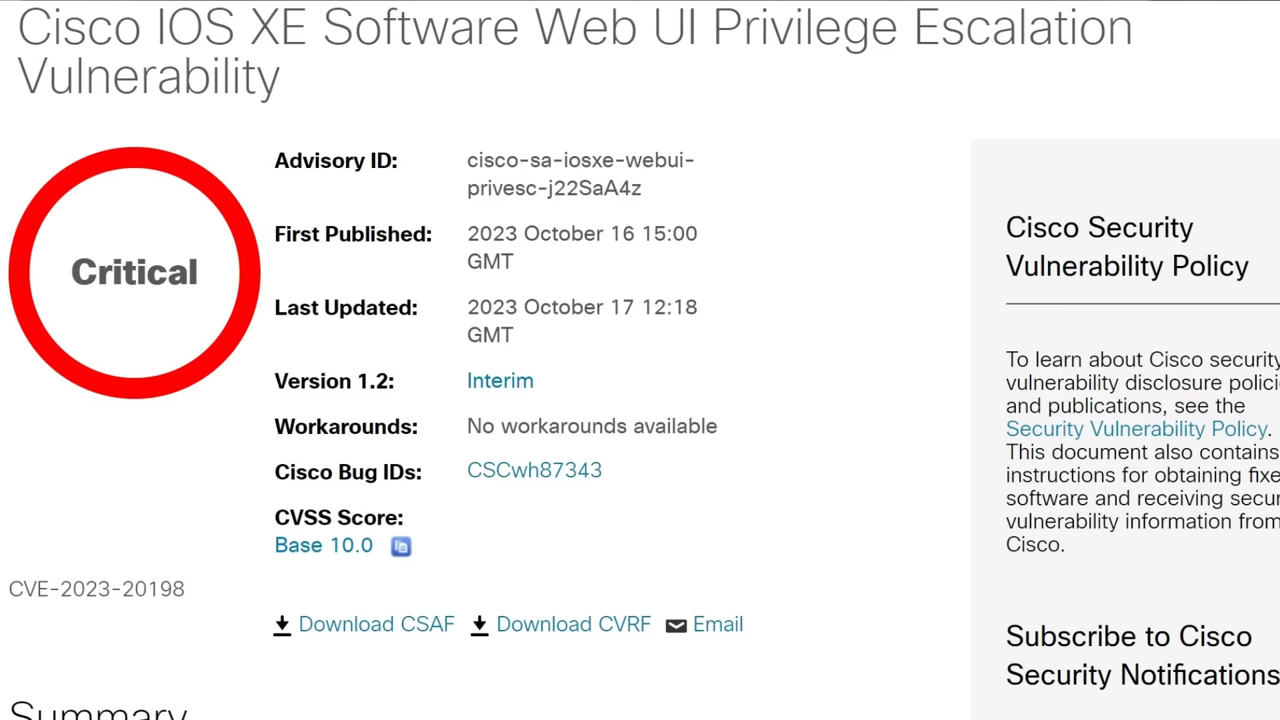 Cisco IOS XE Software Web UI Privilege Escalation
Vulnerability
Critical
Advisory ID:
cisco-sa-iosxe-webui-
privesc-j22SaA4z
First Published:
2023 October 16 15:00
GMT
Last Updated:
2023 October 17 12:18
GMT
Version 1.2:
Interim
Workarounds:
No workarounds available
Cisco Bug IDs:
CSCwh87343
CVSS Score:
Base 10.0
CVE-2023-20198
Download CSAF
Download CVRF
Email
Summary
Cisco Security
Vulnerability Policy
To learn about Cisco security
vulnerability disclosure polici
and publications, see the
Security Vulnerability Policy.
This document also contains
instructions for obtaining fixe
software and receiving secur
vulnerability information from
Cisco.
Subscribe to Cisco
Security Notifications